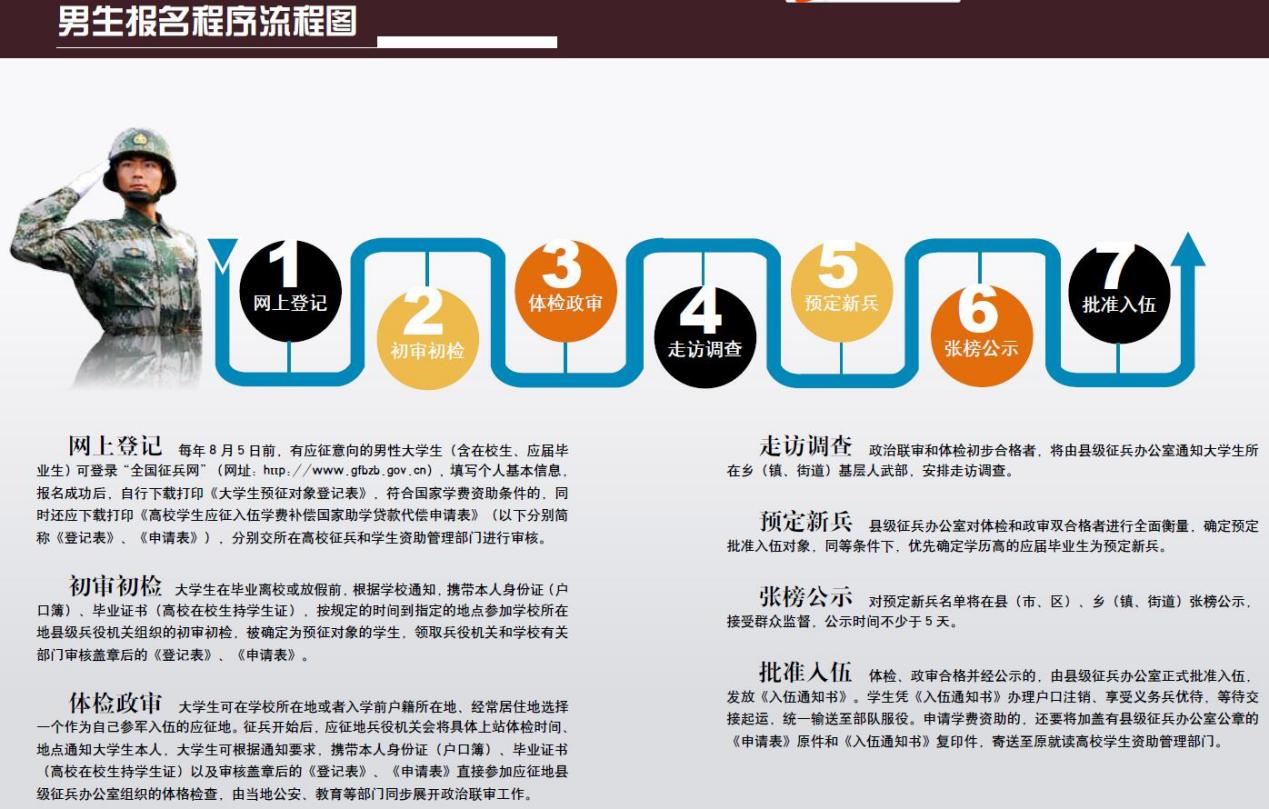 男生报名程序流程图
1
网上登记
2
初审初检
3
体检政审
4
走访调查
5
预定新兵
6
张榜公示
7
批准入伍
网上登记 每年8月5日前，有应征意向的男性大学生（含在校生、应届毕
业生）可登录“全国征兵网”（网址：http：//www．gfbzb．gov．cn），填写个人基本信息，
报名成功后，自行下载打印《大学生预征对象登记表》，符合国家学费资助条件的，同
时还应下载打印《高校学生应征入伍学费补偿国家助学贷款代偿申请表》（以下分别简
称《登记表》、《申请表》），分别交所在高校征兵和学生资助管理部门进行审核。
初审初检 大学生在毕业离校或放假前，根据学校通知，携带本人身份证（户
口簿）、毕业证书（高校在校生持学生证），按规定的时间到指定的地点参加学校所在
地县级兵役机关组织的初审初检，被确定为预征对象的学生，领取兵役机关和学校有关
部门审核盖章后的《登记表》、《申请表》。
体检政审 大学生可在学校所在地或者入学前户籍所在地、经常居住地选择
一个作为自己参军入伍的应征地。征兵开始后，应征地兵役机关会将具体上站体检时间、
地点通知大学生本人，大学生可根据通知要求，携带本人身份证（户口簿）、毕业证书
（高校在校生持学生证）以及审核盖章后的《登记表》、《申请表》直接参加应征地县
级征兵办公室组织的体格检查，由当地公安、教育等部门同步展开政治联审工作。
走访调查 政治联审和体检初步合格者，将由县级征兵办公室通知大学生所
在乡（镇、街道）基层人武部，安排走访调查。
预定新兵 县级征兵办公室对体检和政审双合格者进行全面衡量，确定预定
批准入伍对象，同等条件下，优先确定学历高的应届毕业生为预定新兵。
张榜公示 对预定新兵名单将在县（市、区）、乡（镇、街道）张榜公示，
接受群众监督，公示时间不少于5天。
批准入伍 体检、政审合格并经公示的，由县级征兵办公室正式批准入伍，
发放《入伍通知书》。学生凭《入伍通知书》办理户口注销、享受义务兵优待，等待交
接起运，统一输送至部队服役。申请学费资助的，还要将加盖有县级征兵办公室公章的
《申请表》原件和《入伍通知书》复印件，寄送至原就读高校学生资助管理部门。